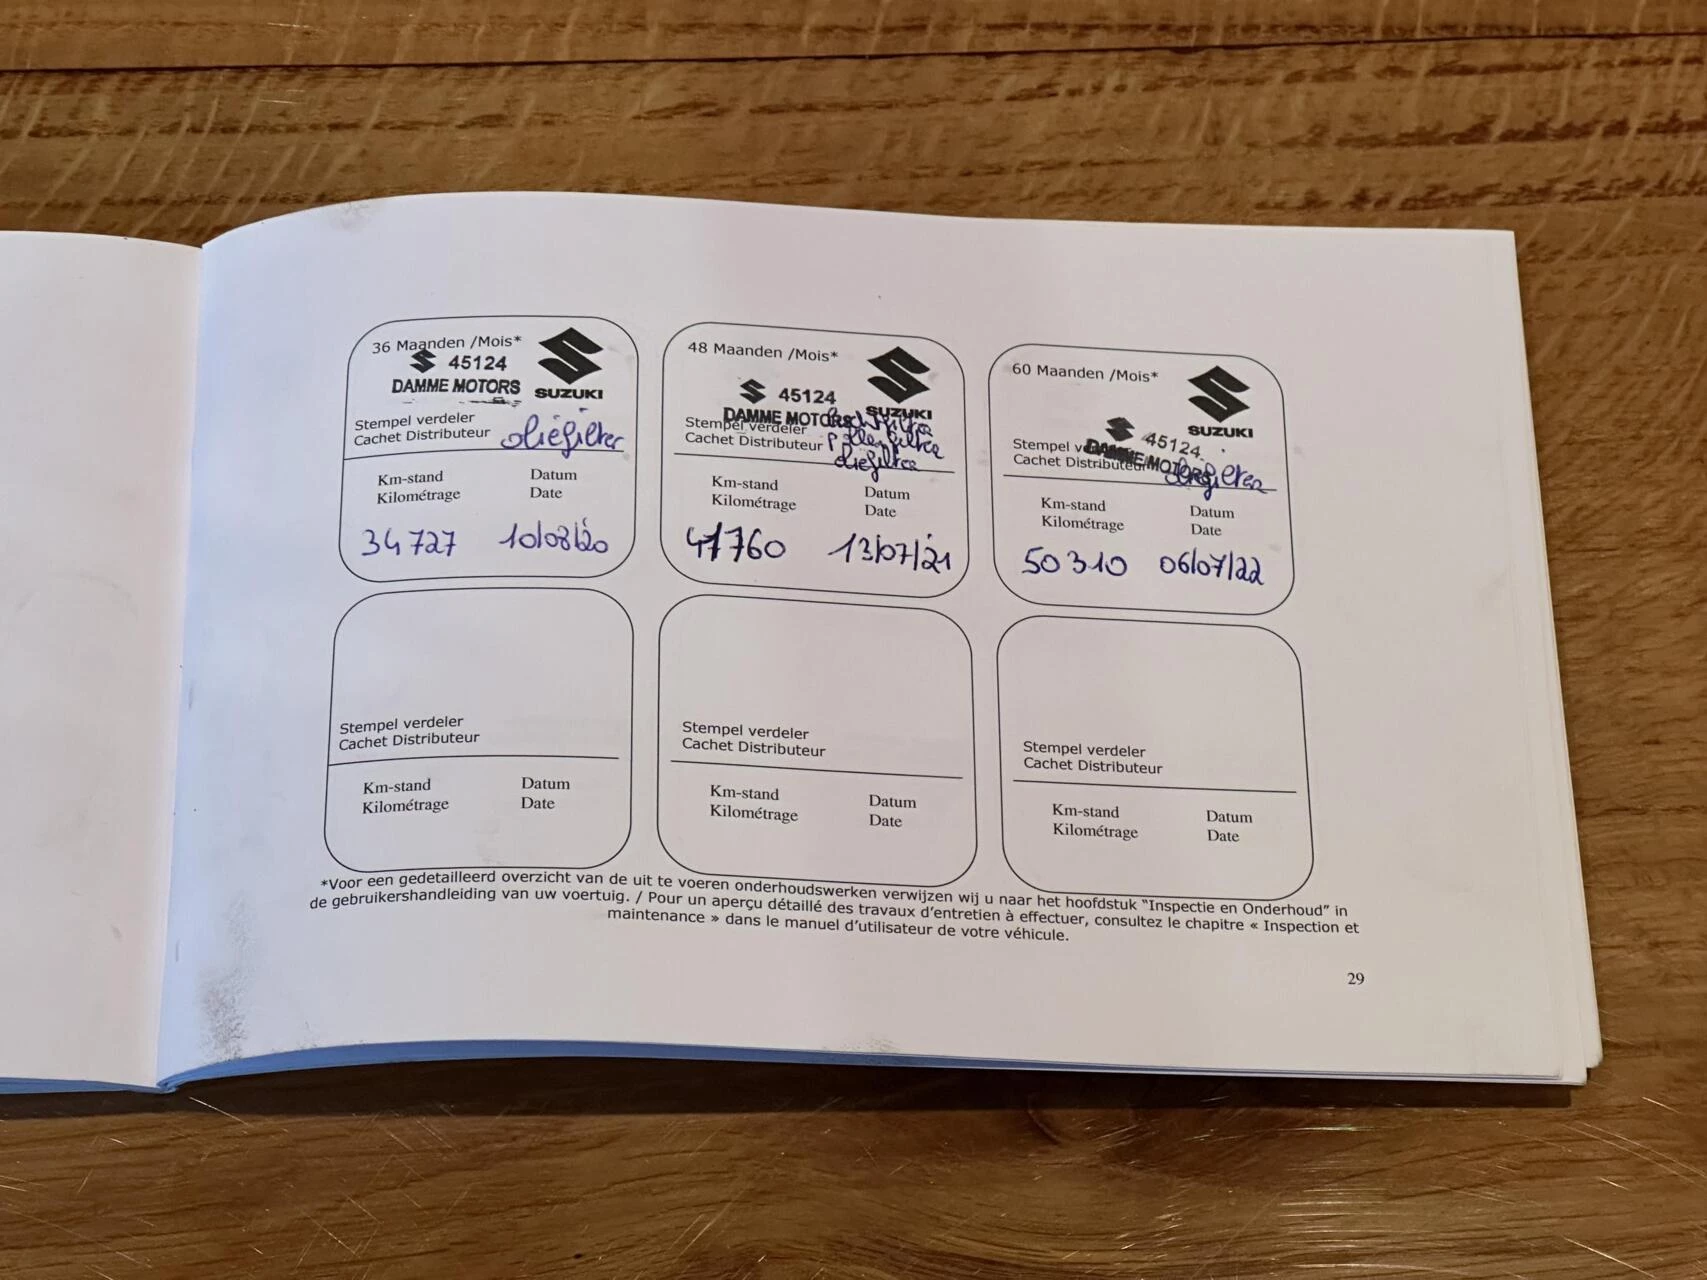 36 Maanden /Mois*
45124
DAMME MOTORS
SUZUKI
Stempel verdeler
Cachet Distributeur
oliefilter
Km-stand
Kilométrage
Datum
Date
34727
10/08/20
48 Maanden /Mois*
45124
DAMME MOTORS
SUZUKI
Stempel verdeler
Cachet Distributeur
pollenfilter
oliefilter
Km-stand
Kilométrage
Datum
Date
41760
13/07/21
60 Maanden /Mois*
SUZUKI
45124
DAMME MOTORS
Stempel
Cachet Distributeur
Km-stand
Kilométrage
Datum
Date
50310
06/07/22
Stempel verdeler
Cachet Distributeur
Km-stand
Kilométrage
Datum
Date
Stempel verdeler
Cachet Distributeur
Km-stand
Kilométrage
Datum
Date
Stempel verdeler
Cachet Distributeur
Km-stand
Kilométrage
Datum
Date
*Voor een gedetailleerd overzicht van de uit te voeren onderhoudswerken verwijzen wij u naar het hoofdstuk “Inspectie en Onderhoud” in
de gebruikershandleiding van uw voertuig. / Pour un aperçu détaillé des travaux d’entretien à effectuer, consultez le chapitre « Inspection et
maintenance » dans le manuel d’utilisateur de votre véhicule.
29